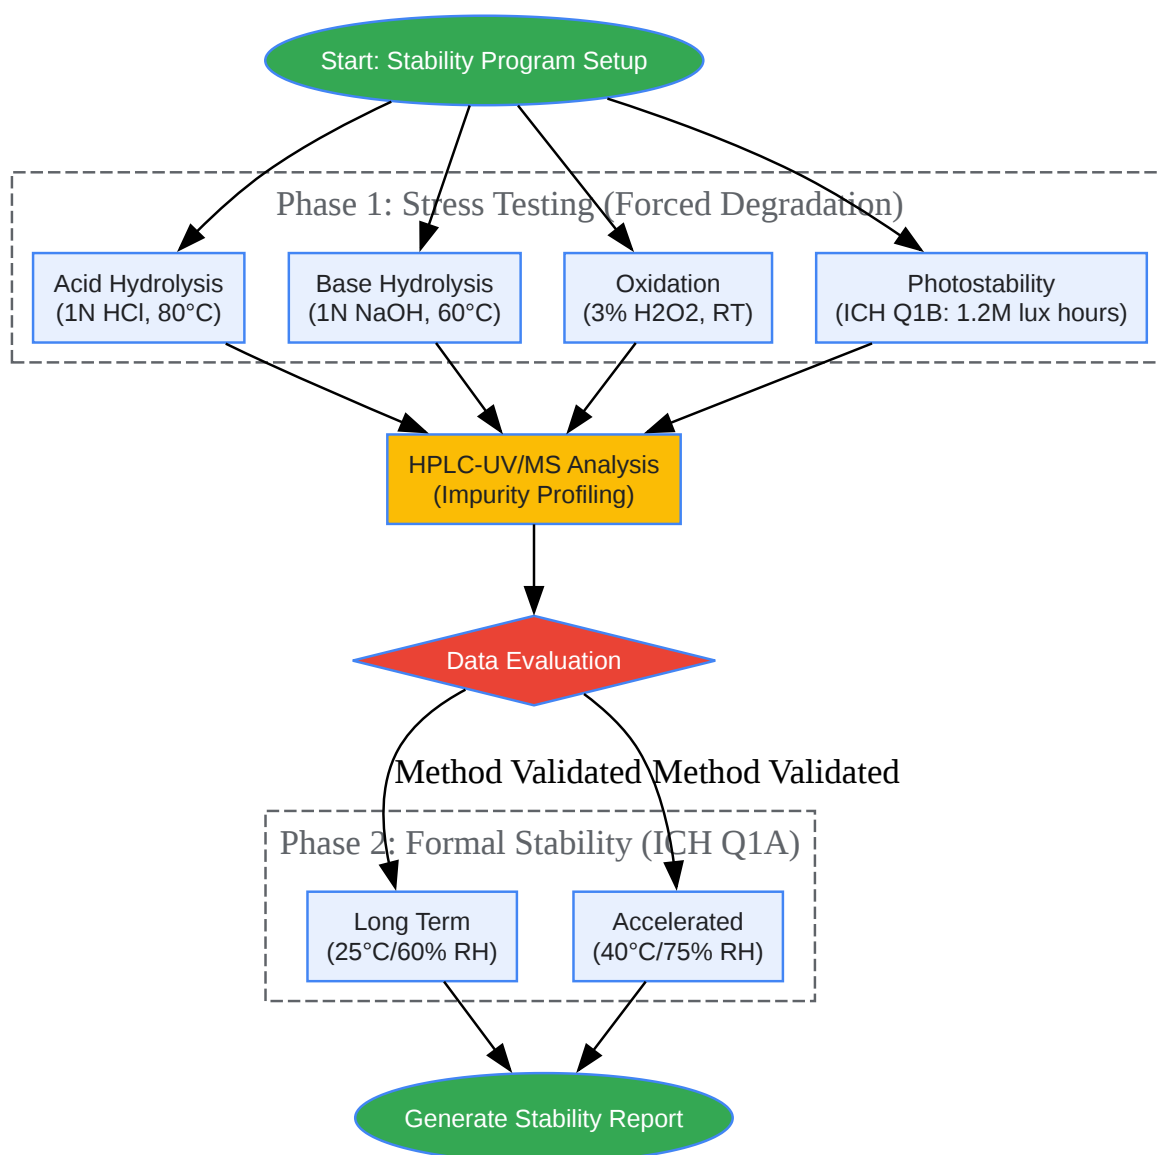 Start: Stability Program Setup
Phase 1: Stress Testing (Forced Degradation)
Acid Hydrolysis
(1N HCl, 80°C)
Base Hydrolysis
(1N NaOH, 60°C)
Oxidation
(3% H2O2, RT)
Photostability
(ICH Q1B: 1.2M lux hours)
HPLC-UV/MS Analysis
(Impurity Profiling)
Data Evaluation
Method Validated
Method Validated
Phase 2: Formal Stability (ICH Q1A)
Long Term
(25°C/60% RH)
Accelerated
(40°C/75% RH)
Generate Stability Report